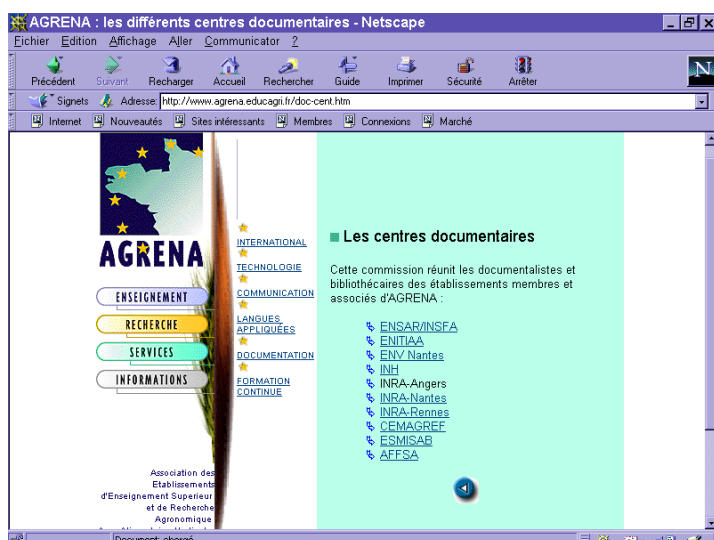 AGRENA : les différents centres documentaires - Netscape
Fichier Edition Affichage Aller Communicator ?
Précédent Suivant Recharger Accueil Rechercher Guide Imprimer Sécurité Arrêter
N
Signets Adresse: http://www.agrena.educagri.fr/doc-cent.htm
Internet Nouveautés Sites intéressants Membres Connexions Marché
AGRENA
ENSEIGNEMENT
RECHERCHE
SERVICES
INFORMATIONS
Association des
Etablissements
d'Enseignement Superieur
et de Recherche
Agronomique
INTERNATIONAL
TECHNOLOGIE
COMMUNICATION
LANGUES
APPLIQUÉES
DOCUMENTATION
FORMATION
CONTINUE
Les centres documentaires
Cette commission réunit les documentalistes et
bibliothécaires des établissements membres et
associés d'AGRENA :
ENSAR/INSFA
ENITIAA
ENV Nantes
INH
INRA-Angers
INRA-Nantes
INRA-Rennes
CEMAGREF
ESMISAB
AFFSA
Document: chargé